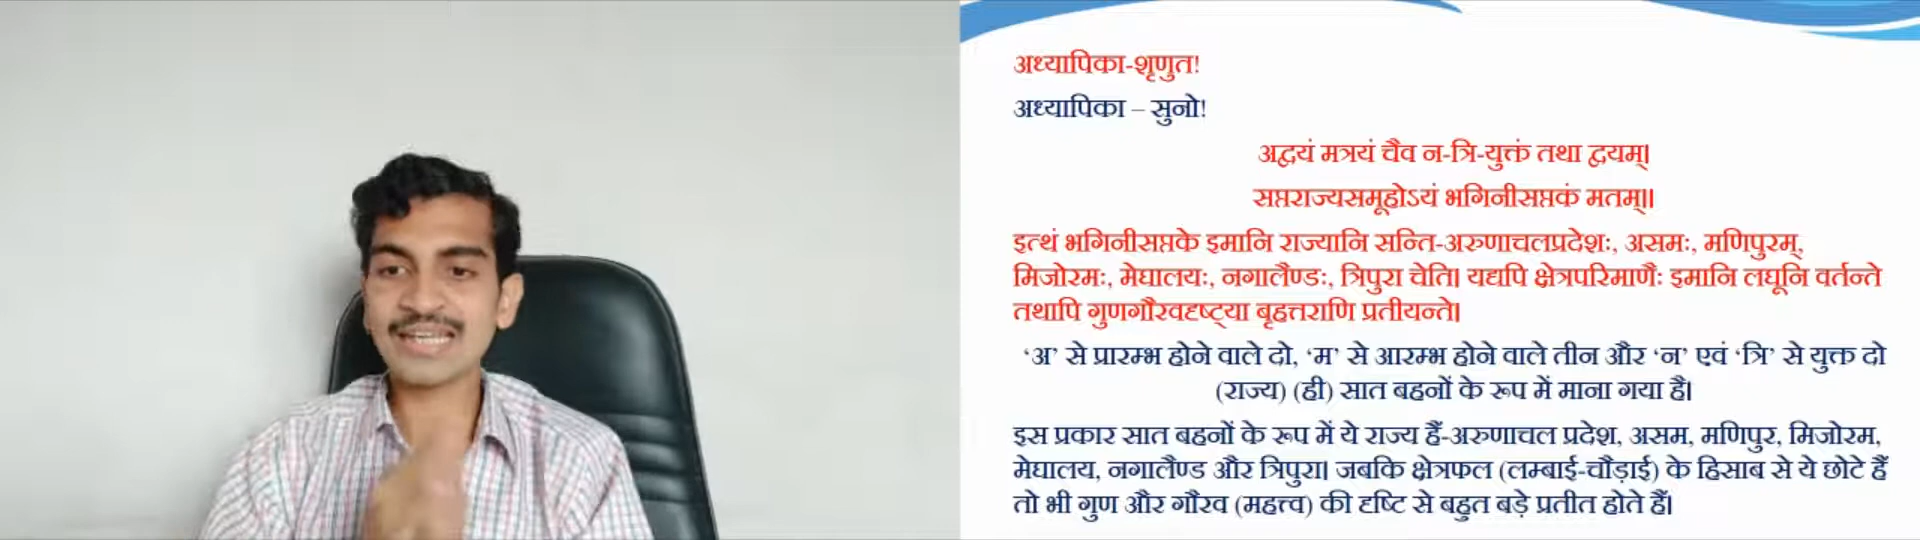 अध्यापिका-शृणुत!
अध्यापिका – सुनो!
अद्वयं मत्रयं चैव न-त्रि-युक्तं तथा द्वयम्।
सप्तराज्यसमूहोऽयं भगिनीसप्तकं मतम्॥
इत्थं भगिनीसप्तके इमानि राज्यानि सन्ति-अरुणाचलप्रदेशः, असमः, मणिपुरम्,
मिजोरमः, मेघालयः, नगालैण्डः, त्रिपुरा चेति। यद्यपि क्षेत्रपरिमाणैः इमानि लघूनि वर्तन्ते
तथापि गुणगौरवदृष्ट्या बृहत्तराणि प्रतीयन्ते।
‘अ’ से प्रारम्भ होने वाले दो, ‘म’ से आरम्भ होने वाले तीन और ‘न’ एवं ‘त्रि’ से युक्त दो
(राज्य) (ही) सात बहनों के रूप में माना गया है।
इस प्रकार सात बहनों के रूप में ये राज्य हैं-अरुणाचल प्रदेश, असम, मणिपुर, मिजोरम,
मेघालय, नगालैण्ड और त्रिपुरा। जबकि क्षेत्रफल (लम्बाई-चौड़ाई) के हिसाब से ये छोटे हैं
तो भी गुण और गौरव (महत्त्व) की दृष्टि से बहुत बड़े प्रतीत होते हैं।